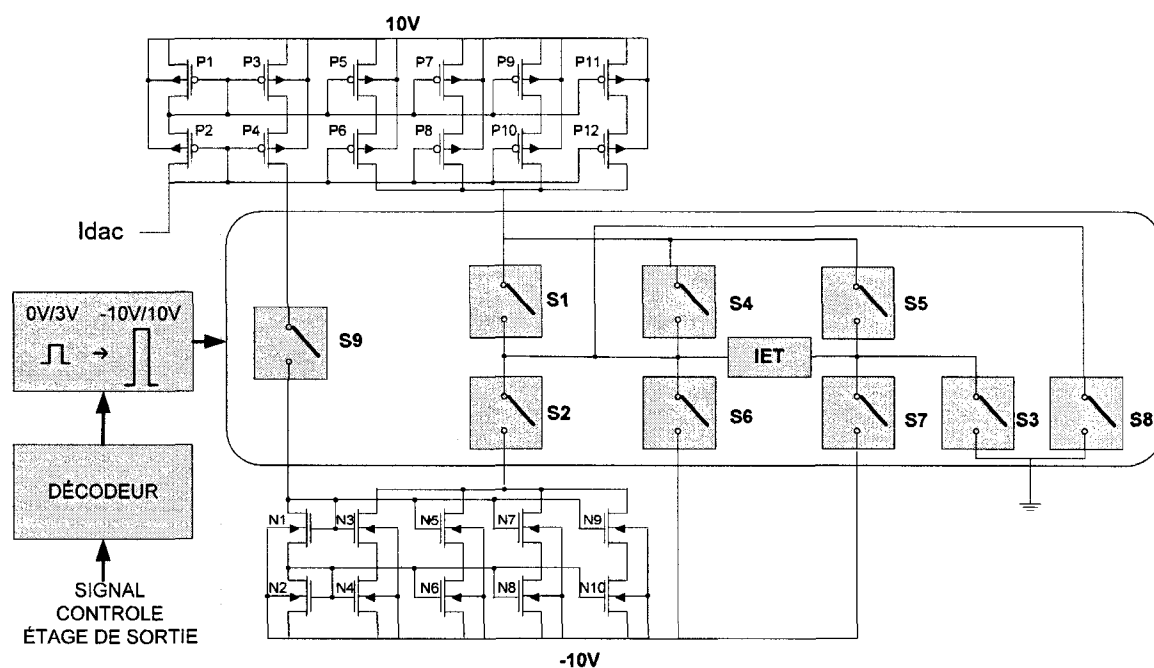 10V
P1 P3 P5 P7 P9 P11
P2 P4 P6 P8 P10 P12
Idac
0V/3V -10V/10V
S9
S1
S4
S5
IET
S2
S6
S7
S3
S8
DÉCODEUR
N1 N3 N5 N7 N9
N2 N4 N6 N8 N10
SIGNAL
CONTROLE
ÉTAGE DE SORTIE
-10V